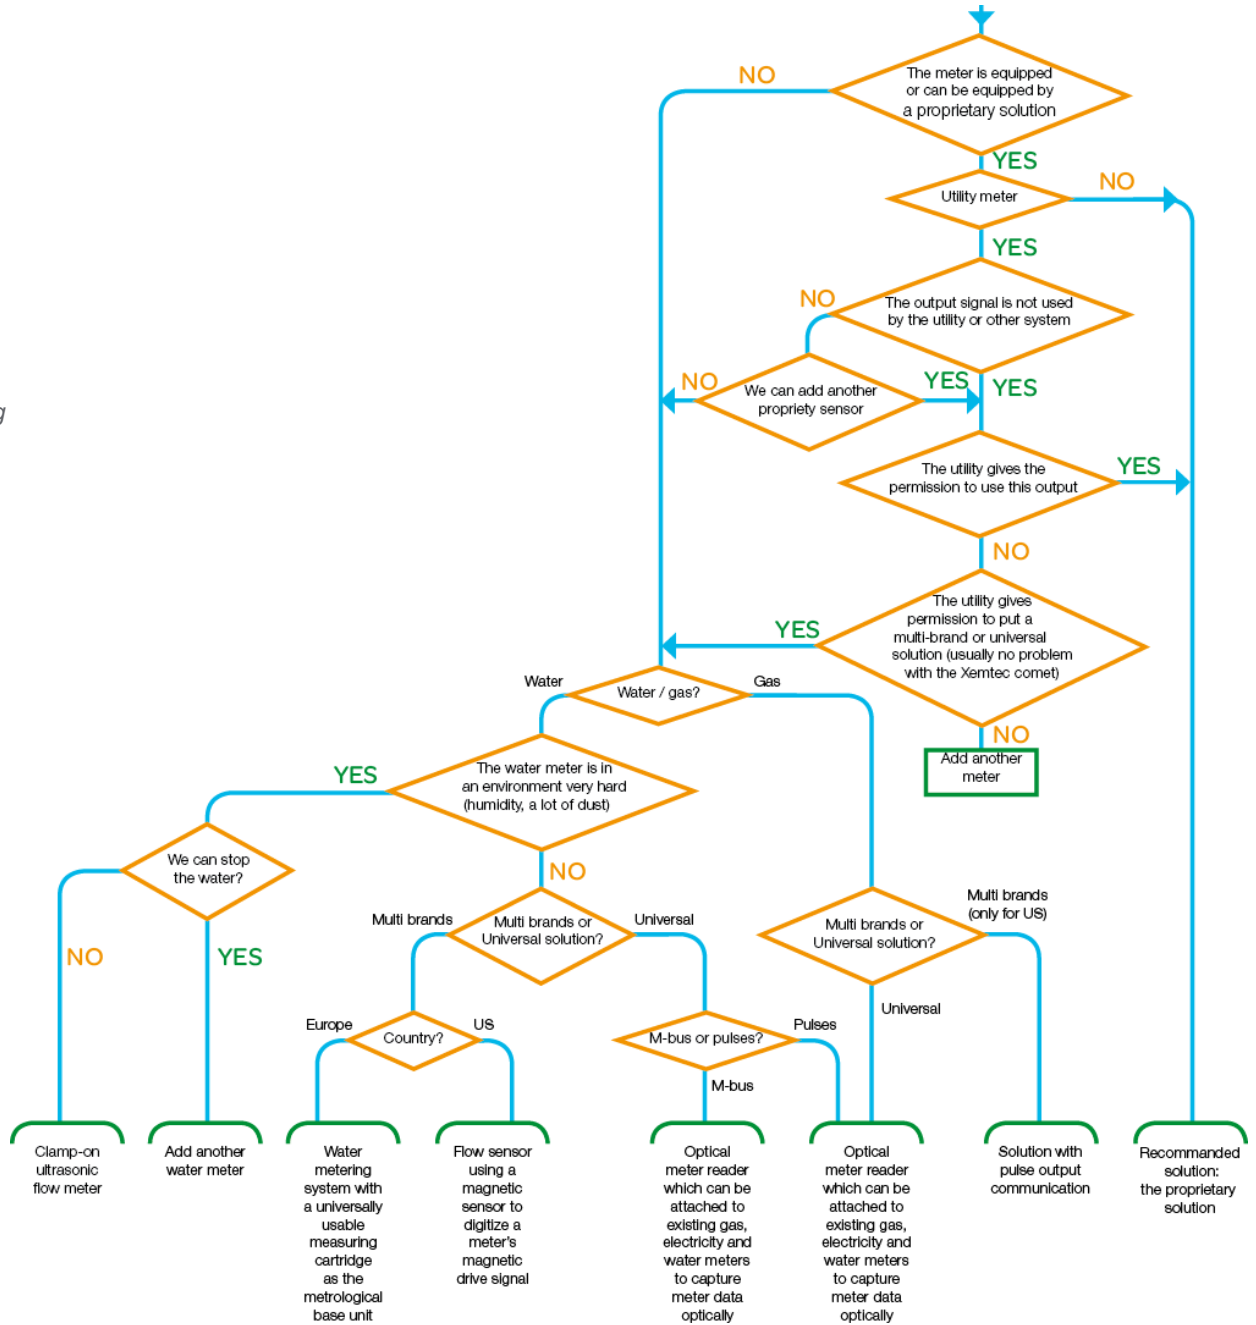 NO
The meter is equipped
or can be equipped by
a proprietary solution
YES
Utility meter
NO
YES
NO
The output signal is not used
by the utility or other system
g
NO
We can add another
propriety sensor
YES
YES
The utility gives the
permission to use this output
YES
NO
The utility gives
permission to put a
multi-brand or universal
solution (usually no problem
with the Xemtec comet)
YES
NO
Add another
meter
Water
Water / gas?
Gas
YES
The water meter is in
an environment very hard
(humidity, a lot of dust)
We can stop
the water?
NO
NO
YES
Multi brands
Multi brands or
Universal solution?
Universal
Multi brands or
Universal solution?
Multi brands
(only for US)
Universal
Europe
Country?
US
M-bus or pulses?
Pulses
M-bus
Clamp-on
ultrasonic
flow meter
Add another
water meter
Water
metering
system with
a universally
usable
measuring
cartridge
as the
metrological
base unit
Flow sensor
using a
magnetic
sensor to
digitize a
meter's
magnetic
drive signal
Optical
meter reader
which can be
attached to
existing gas,
electricity and
water meters
to capture
meter data
optically
Optical
meter reader
which can be
attached to
existing gas,
electricity and
water meters
to capture
meter data
optically
Solution with
pulse output
communication
Recommanded
solution:
the proprietary
solution